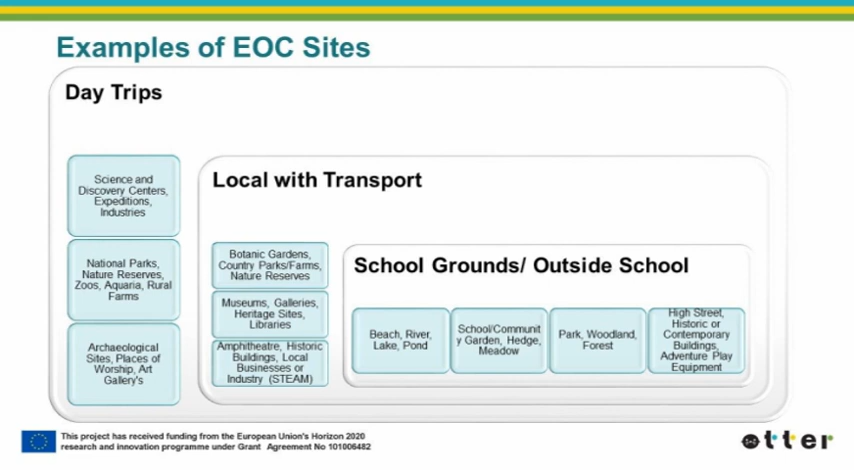 Examples of EOC Sites
Day Trips
Science and
Discovery Centers,
Expeditions,
Industries
National Parks,
Nature Reserves,
Zoos, Aquaria, Rural
Farms
Archaeological
Sites, Places of
Worship, Art
Gallery's
Local with Transport
Botanic Gardens,
Country Parks/Farms,
Nature Reserves
Museums, Galleries,
Heritage Sites,
Libraries
Amphitheatre, Historic
Buildings, Local
Businesses or
Industry (STEAM)
School Grounds/ Outside School
Beach, River,
Lake, Pond
School/Communit
y Garden, Hedge,
Meadow
Park, Woodland,
Forest
High Street,
Historic or
Contemporary
Buildings,
Adventure Play
Equipment
This project has received funding from the European Union's Horizon 2020
research and innovation programme under Grant Agreement No 101006482
otter